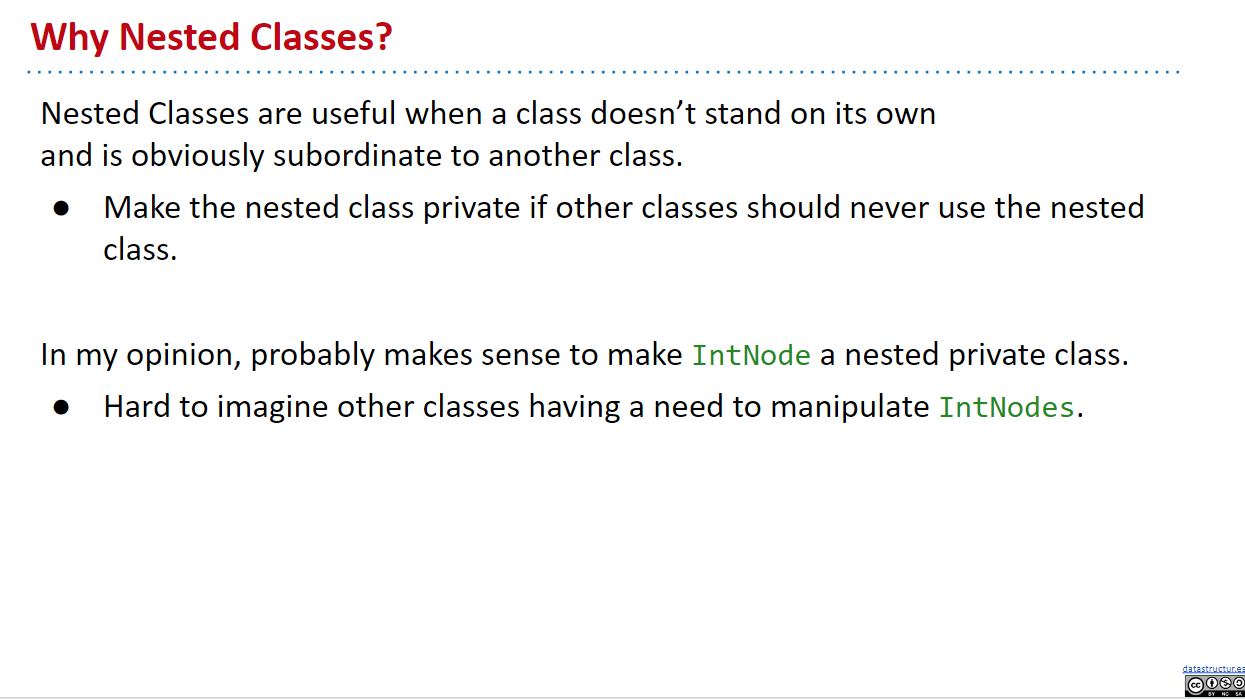 Why Nested Classes?
Nested Classes are useful when a class doesn’t stand on its own
and is obviously subordinate to another class.
● Make the nested class private if other classes should never use the nested
class.
In my opinion, probably makes sense to make IntNode a nested private class.
● Hard to imagine other classes having a need to manipulate IntNodes.
datastructur.es
cc BY NC SA